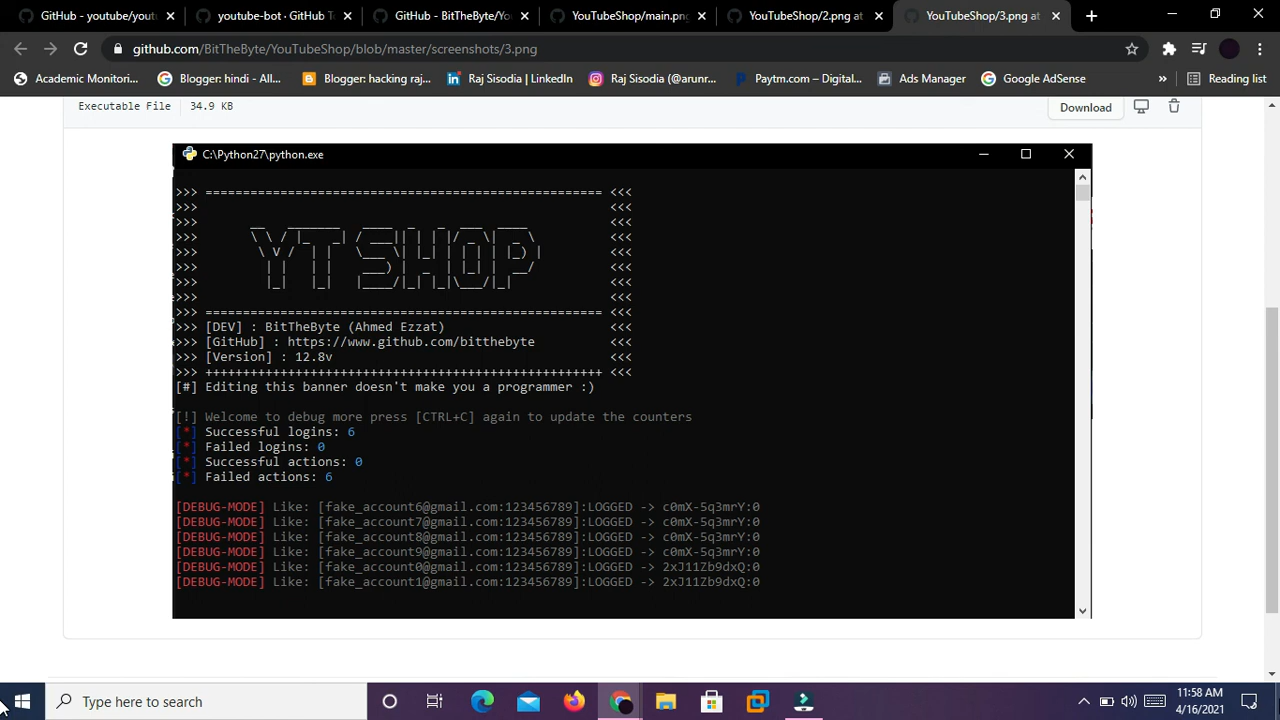 GitHub - youtube/yout
youtube-bot · GitHub T
GitHub - BitTheByte/Yo
YouTubeShop/main.png
YouTubeShop/2.png at
YouTubeShop/3.png at
github.com/BitTheByte/YouTubeShop/blob/master/screenshots/3.png
Academic Monitori...
Blogger: hindi - All...
Blogger: hacking raj...
Raj Sisodia | LinkedIn
Raj Sisodia (@arunr...
Paytm.com – Digital...
Ads Manager
Google AdSense
»
Reading list
Executable File 34.9 KB
Download
C:\Python27\python.exe
>>> ===================================================== <<<
>>> <<<
>>> <<<
>>> <<<
>>> YT SHOP <<<
>>> <<<
>>> <<<
>>> <<<
>>> ===================================================== <<<
>>> [DEV] : BitTheByte (Ahmed Ezzat) <<<
>>> [GitHub] : https://www.github.com/bitthebyte <<<
>>> [Version] : 12.8v <<<
>>> +++++++++++++++++++++++++++++++++++++++++++++++++++++ <<<
[#] Editing this banner doesn't make you a programmer :)
[!] Welcome to debug more press [CTRL+C] again to update the counters
[*] Successful logins: 6
[*] Failed logins: 0
[*] Successful actions: 0
[*] Failed actions: 6
[DEBUG-MODE] Like: [fake_account6@gmail.com:123456789]:LOGGED -> c0mX-5q3mrY:0
[DEBUG-MODE] Like: [fake_account7@gmail.com:123456789]:LOGGED -> c0mX-5q3mrY:0
[DEBUG-MODE] Like: [fake_account8@gmail.com:123456789]:LOGGED -> c0mX-5q3mrY:0
[DEBUG-MODE] Like: [fake_account9@gmail.com:123456789]:LOGGED -> c0mX-5q3mrY:0
[DEBUG-MODE] Like: [fake_account0@gmail.com:123456789]:LOGGED -> 2xJ11Zb9dxQ:0
[DEBUG-MODE] Like: [fake_account1@gmail.com:123456789]:LOGGED -> 2xJ11Zb9dxQ:0
Type here to search
11:58 AM
4/16/2021